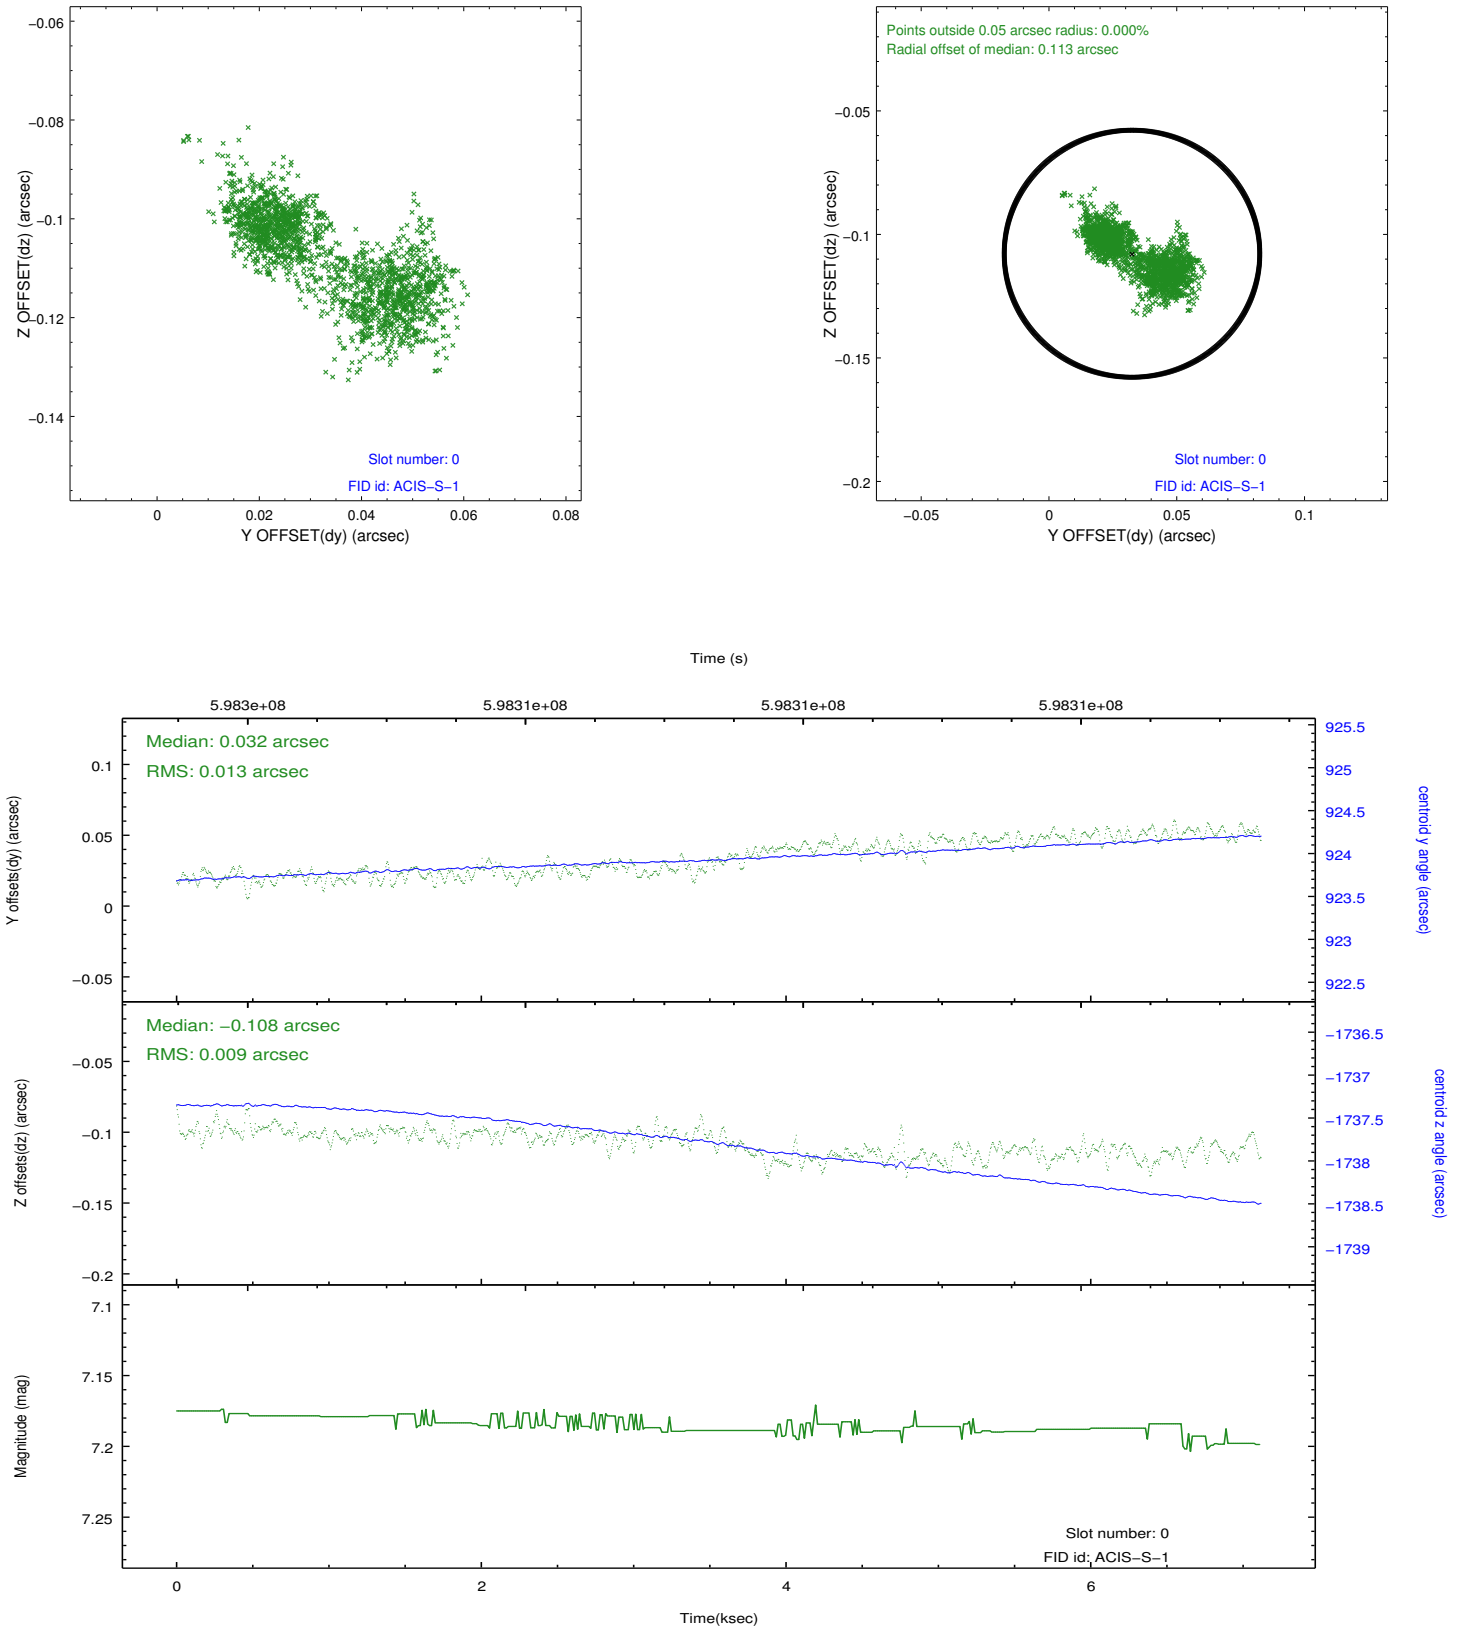 −0.06
−0.08
−0.1
−0.12
−0.14
Z OFFSET(dz) (arcsec)
Slot number: 0
FID id: ACIS−S−1
0 0.02 0.04 0.06 0.08
Y OFFSET(dy) (arcsec)
Points outside 0.05 arcsec radius: 0.000%
Radial offset of median: 0.113 arcsec
−0.05
−0.1
−0.15
−0.2
Z OFFSET(dz) (arcsec)
Slot number: 0
FID id: ACIS−S−1
−0.05 0 0.05 0.1
Y OFFSET(dy) (arcsec)
Time (s)
5.983e+08 5.9831e+08 5.9831e+08 5.9831e+08
Median: 0.032 arcsec
RMS: 0.013 arcsec
0.1
0.05
0
−0.05
Y offsets(dy) (arcsec)
925.5
925
924.5
924
923.5
923
922.5
centroid y angle (arcsec)
Median: −0.108 arcsec
RMS: 0.009 arcsec
−0.05
−0.1
−0.15
−0.2
Z offsets(dz) (arcsec)
−1736.5
−1737
−1737.5
−1738
−1738.5
−1739
centroid z angle (arcsec)
7.1
7.15
7.2
7.25
Magnitude (mag)
Slot number: 0
FID id: ACIS−S−1
0 2 4 6
Time(ksec)